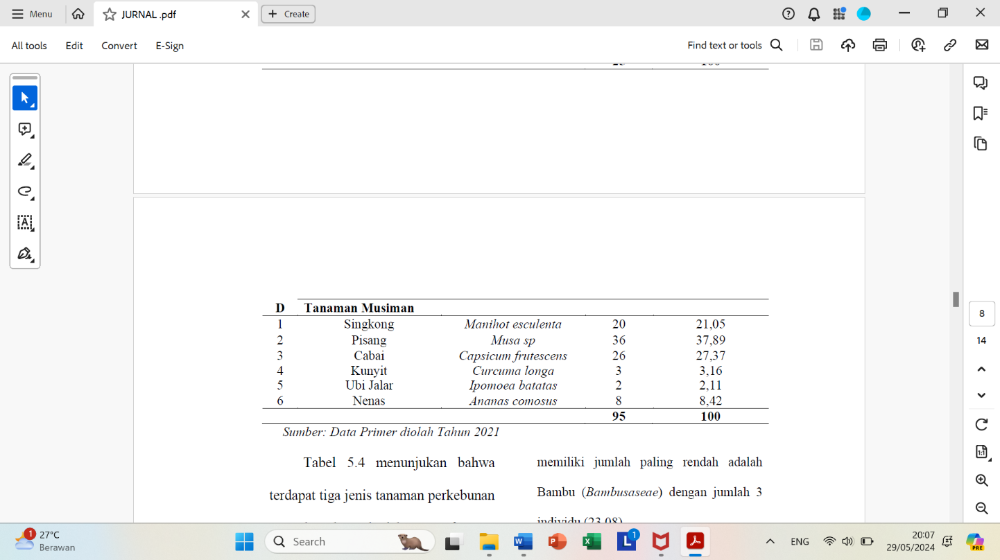 Menu
JURNAL .pdf
Create
All tools Edit Convert E-Sign
Find text or tools
D Tanaman Musiman
1 Singkong Manihot esculenta 20 21,05
2 Pisang Musa sp 36 37,89
3 Cabai Capsicum frutescens 26 27,37
4 Kunyit Curcuma longa 3 3,16
5 Ubi Jalar Ipomoea batatas 2 2,11
6 Nenas Ananas comosus 8 8,42
95 100
Sumber: Data Primer diolah Tahun 2021
Tabel 5.4 menunjukan bahwa
terdapat tiga jenis tanaman perkebunan
memiliki jumlah paling rendah adalah
Bambu (Bambusaseae) dengan jumlah 3
individu (23,08)
8
14
1
27°C
Berawan
Search
1
ENG
20:07
29/05/2024
PRE